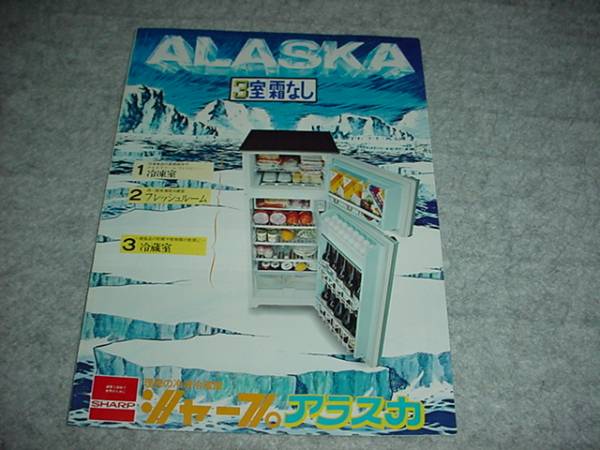 ALASKA
3室霜なし
1 冷凍室
2 フレッシュルーム
3 冷蔵室
SHARP
シャープ。アラスカ